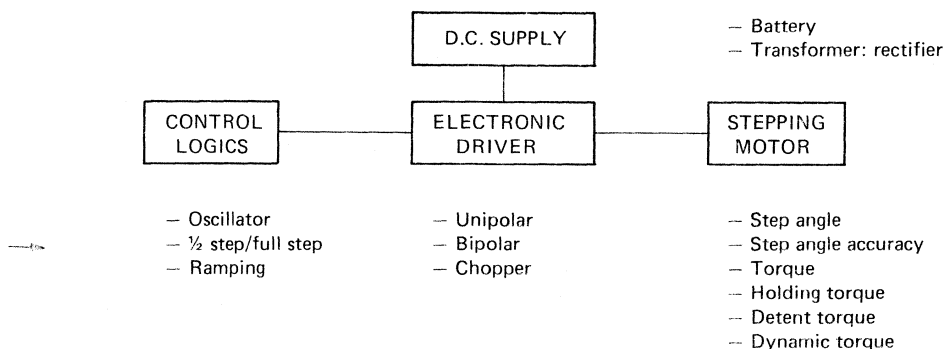 D.C. SUPPLY
— Battery
— Transformer: rectifier
CONTROL
LOGICS
ELECTRONIC
DRIVER
STEPPING
MOTOR
— Oscillator
— ½ step/full step
— Ramping
— Unipolar
— Bipolar
— Chopper
— Step angle
— Step angle accuracy
— Torque
— Holding torque
— Detent torque
— Dynamic torque